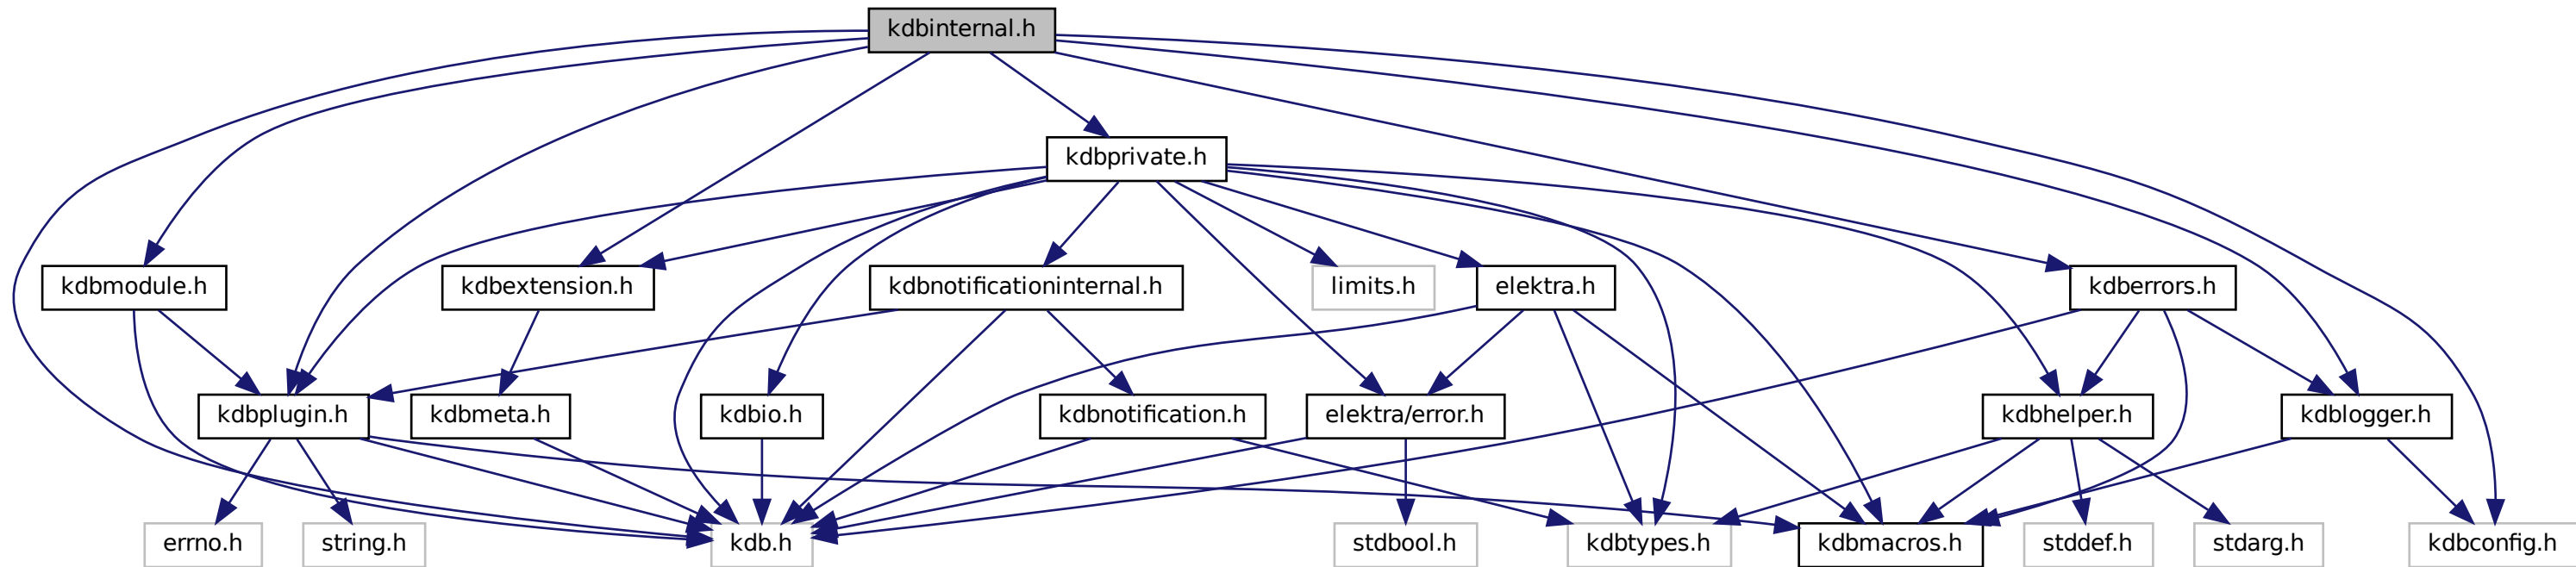 kdbinternal.h
kdbprivate.h
kdbmodule.h
kdbextension.h
kdbnotificationinternal.h
limits.h
elektra.h
kdberrors.h
kdbplugin.h
kdbmeta.h
kdbio.h
kdbnotification.h
elektra/error.h
kdbhelper.h
kdblogger.h
errno.h
string.h
kdb.h
stdbool.h
kdbtypes.h
kdbmacros.h
stddef.h
stdarg.h
kdbconfig.h